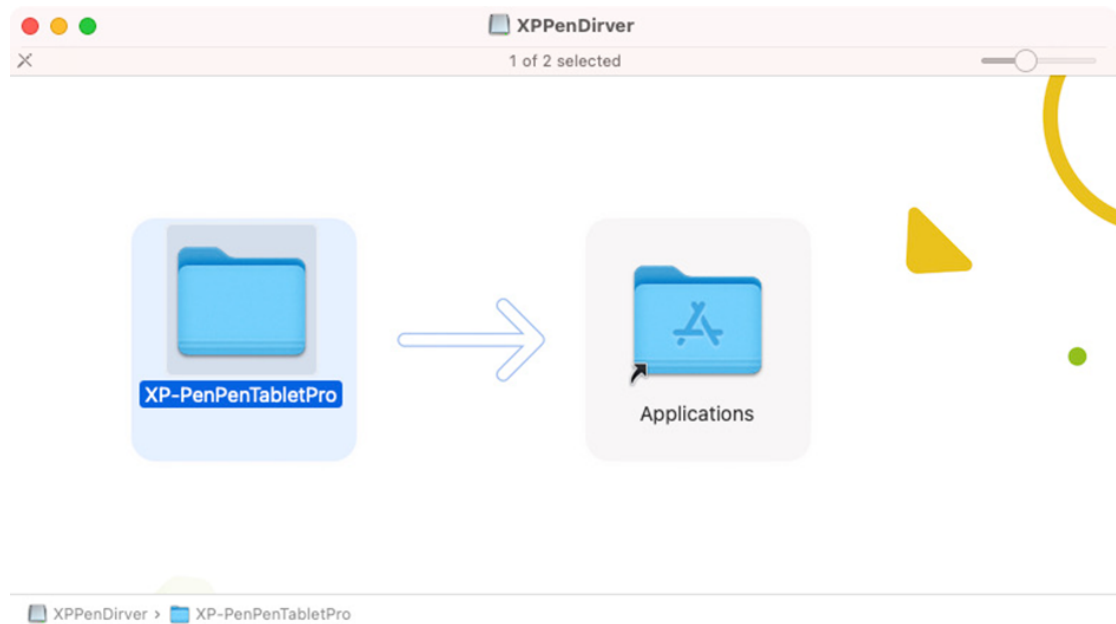 XPPenDirver
1 of 2 selected
XP-PenPenTabletPro
Applications
XPPenDirver › XP-PenPenTabletPro